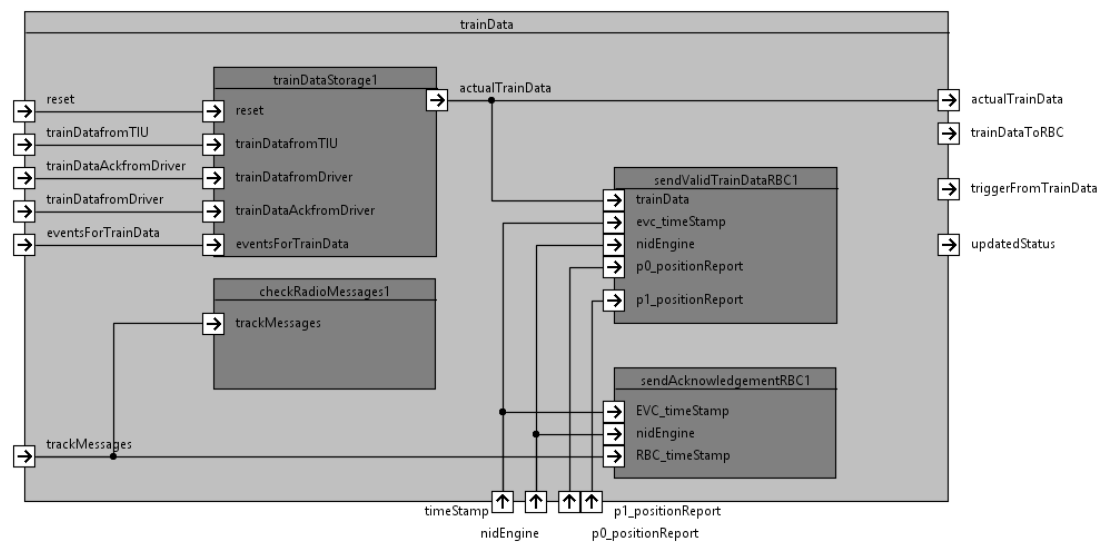 trainData
trainDataStorage1
reset
reset
trainDatafromTIU
trainDatafromTIU
trainDataAckfromDriver
trainDatafromDriver
trainDatafromDriver
trainDataAckfromDriver
eventsForTrainData
eventsForTrainData
actualTrainData
actualTrainData
trainDataToRBC
triggerFromTrainData
updatedStatus
sendValidTrainDataRBC1
trainData
evc_timeStamp
nidEngine
p0_positionReport
p1_positionReport
checkRadioMessages1
trackMessages
trackMessages
sendAcknowledgementRBC1
EVC_timeStamp
nidEngine
RBC_timeStamp
timeStamp
p1_positionReport
nidEngine
p0_positionReport